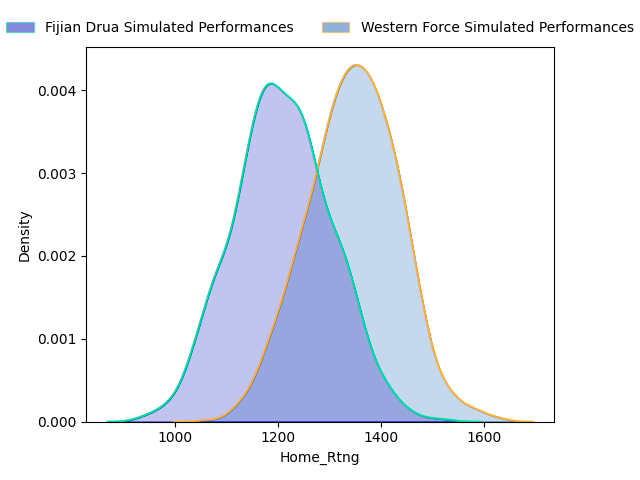 Fijian Drua Simulated Performances Western Force Simulated Performances
0.004
0.003
0.002
0.001
0.000
Density
1000 1200 1400 1600
Home_Rtng